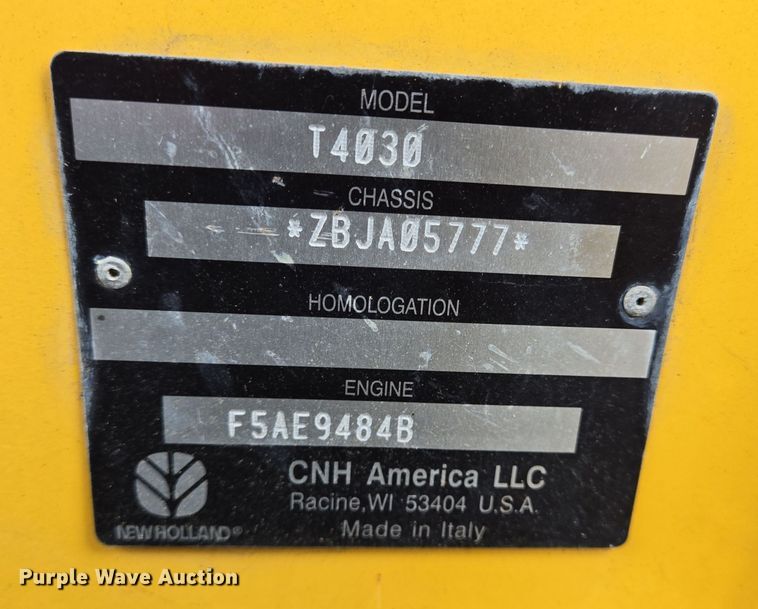 MODEL
T4030
CHASSIS
*ZBJA05777*
HOMOLOGATION
ENGINE
F5AE9484B
CNH America LLC
Racine, WI 53404 U.S.A.
Made in Italy
NEW HOLLAND®
Purple Wave Auction